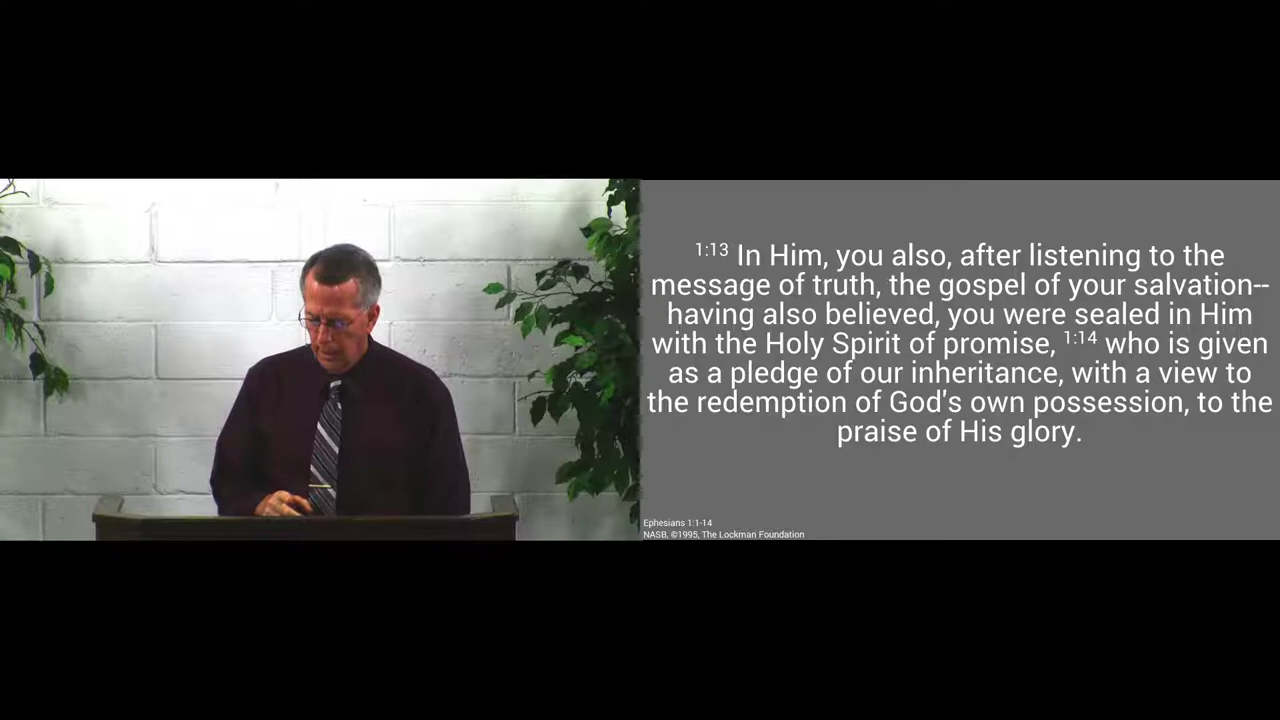 1:13 In Him, you also, after listening to the
message of truth, the gospel of your salvation--
having also believed, you were sealed in Him
with the Holy Spirit of promise, 1:14 who is given
as a pledge of our inheritance, with a view to
the redemption of God's own possession, to the
praise of His glory.
Ephesians 1:1-14
NASB, ©1995, The Lockman Foundation